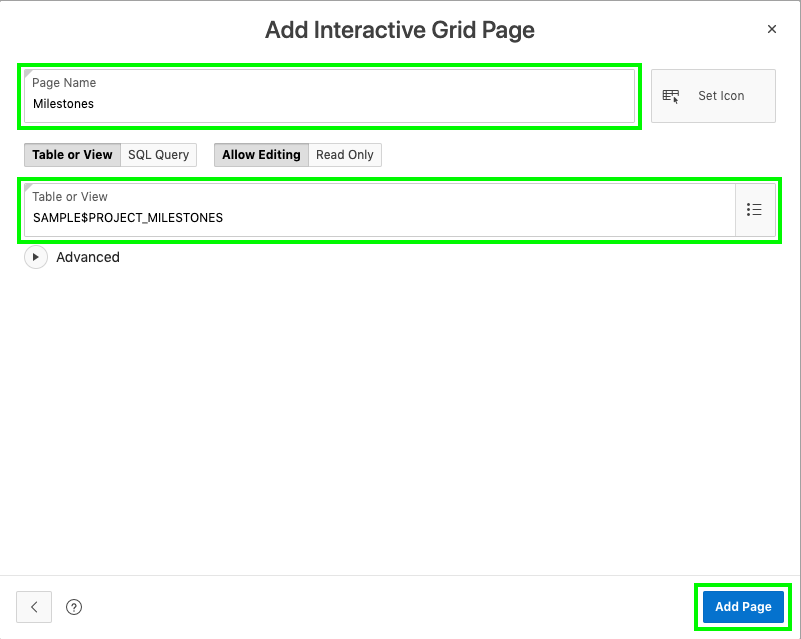 Add Interactive Grid Page
Page Name
Milestones
Set Icon
Table or View SQL Query Allow Editing Read Only
Table or View
SAMPLE$PROJECT_MILESTONES
Advanced
? Add Page